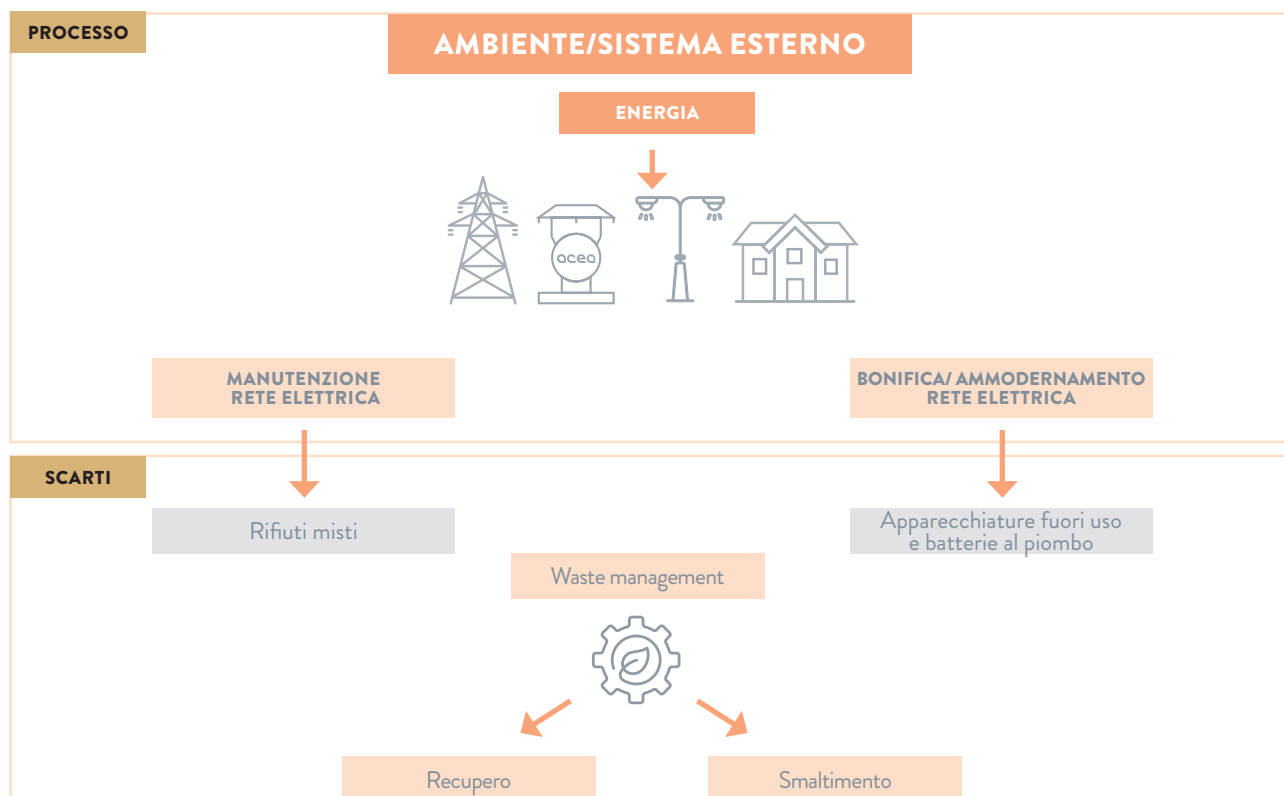 PROCESSO
AMBIENTE/SISTEMA ESTERNO
ENERGIA
acea
MANUTENZIONE
RETE ELETTRICA
BONIFICA/ AMMODERNAMENTO
RETE ELETTRICA
SCARTI
Rifiuti misti
Apparecchiature fuori uso
e batterie al piombo
Waste management
Recupero
Smaltimento